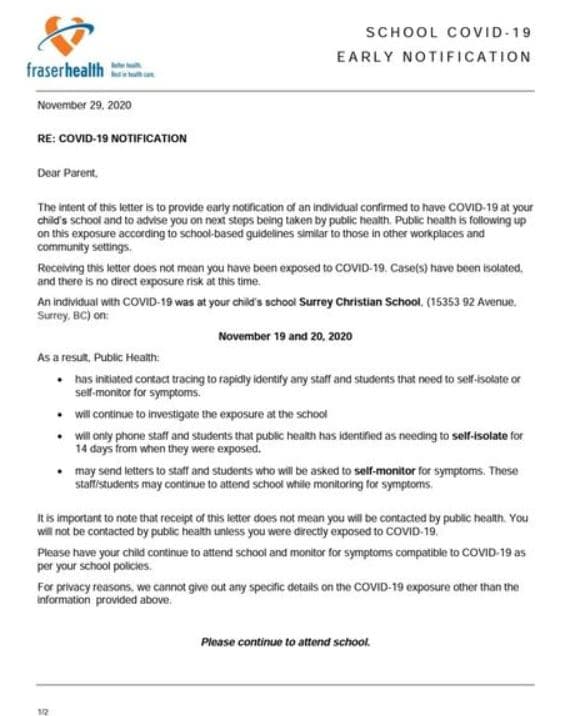 SCHOOL COVID-19
EARLY NOTIFICATION
fraserhealth
Better health.
Best in health care.
November 29, 2020
RE: COVID-19 NOTIFICATION
Dear Parent,
The intent of this letter is to provide early notification of an individual confirmed to have COVID-19 at your
child's school and to advise you on next steps being taken by public health. Public health is following up
on this exposure according to school-based guidelines similar to those in other workplaces and
community settings.
Receiving this letter does not mean you have been exposed to COVID-19. Case(s) have been isolated,
and there is no direct exposure risk at this time.
An individual with COVID-19 was at your child's school Surrey Christian School, (15353 92 Avenue,
Surrey, BC) on:
November 19 and 20, 2020
As a result, Public Health:
• has initiated contact tracing to rapidly identify any staff and students that need to self-isolate or
self-monitor for symptoms.
• will continue to investigate the exposure at the school
• will only phone staff and students that public health has identified as needing to self-isolate for
14 days from when they were exposed.
• may send letters to staff and students who will be asked to self-monitor for symptoms. These
staff/students may continue to attend school while monitoring for symptoms.
It is important to note that receipt of this letter does not mean you will be contacted by public health. You
will not be contacted by public health unless you were directly exposed to COVID-19.
Please have your child continue to attend school and monitor for symptoms compatible to COVID-19 as
per your school policies.
For privacy reasons, we cannot give out any specific details on the COVID-19 exposure other than the
information provided above.
Please continue to attend school.
1/2